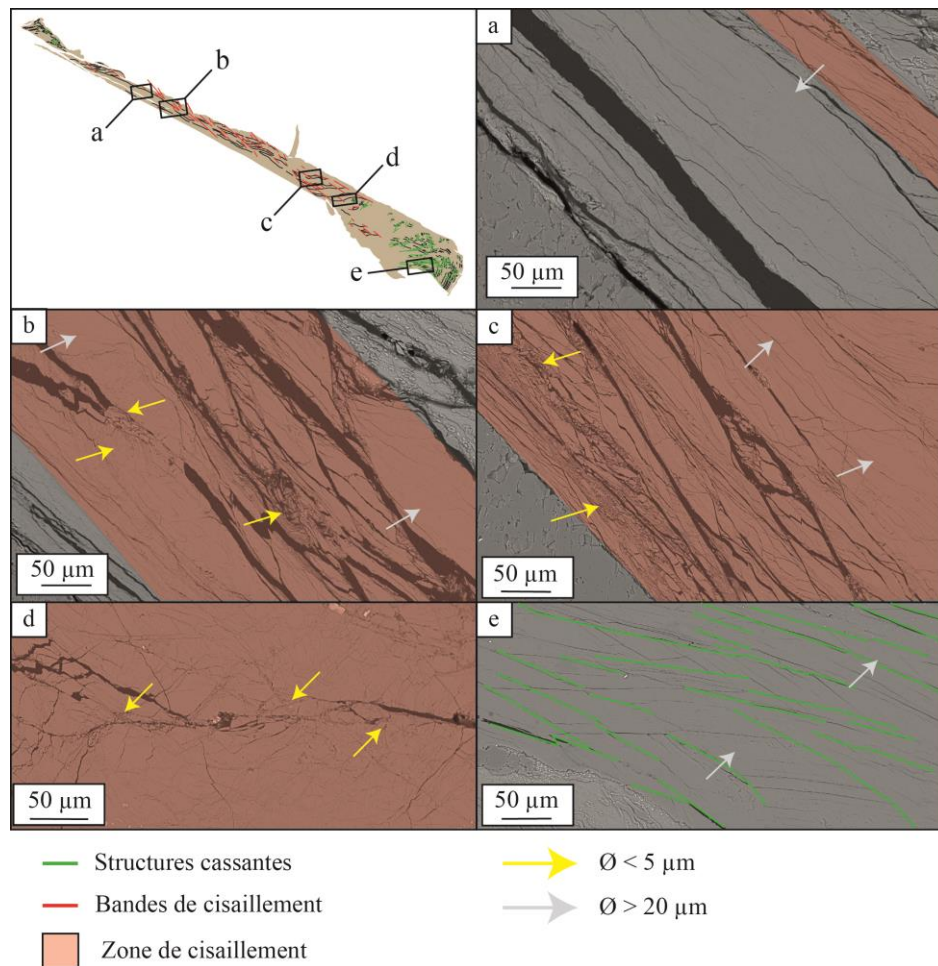 a
b
c
d
e
a
50 µm
b
50 µm
c
50 µm
d
50 µm
e
50 µm
Structures cassantes
Bandes de cisaillement
Zone de cisaillement
Ø < 5 µm
Ø > 20 µm